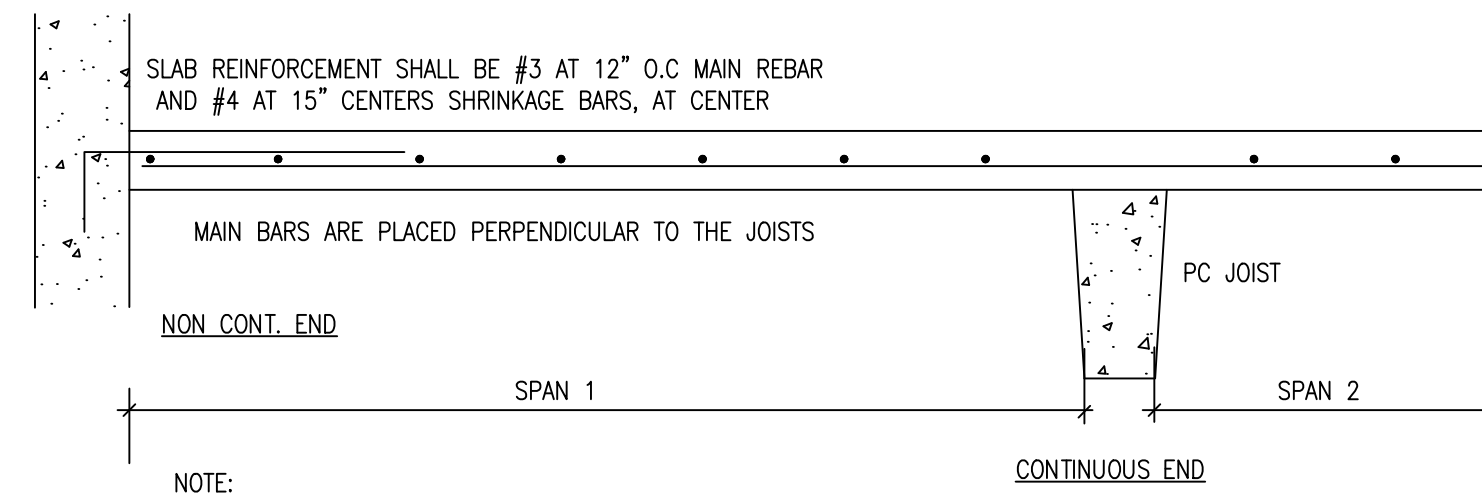 SLAB REINFORCEMENT SHALL BE #3 AT 12" O.C MAIN REBAR
AND #4 AT 15" CENTERS SHRINKAGE BARS, AT CENTER
MAIN BARS ARE PLACED PERPENDICULAR TO THE JOISTS
PC JOIST
NON CONT. END
SPAN 1
SPAN 2
CONTINUOUS END
NOTE: